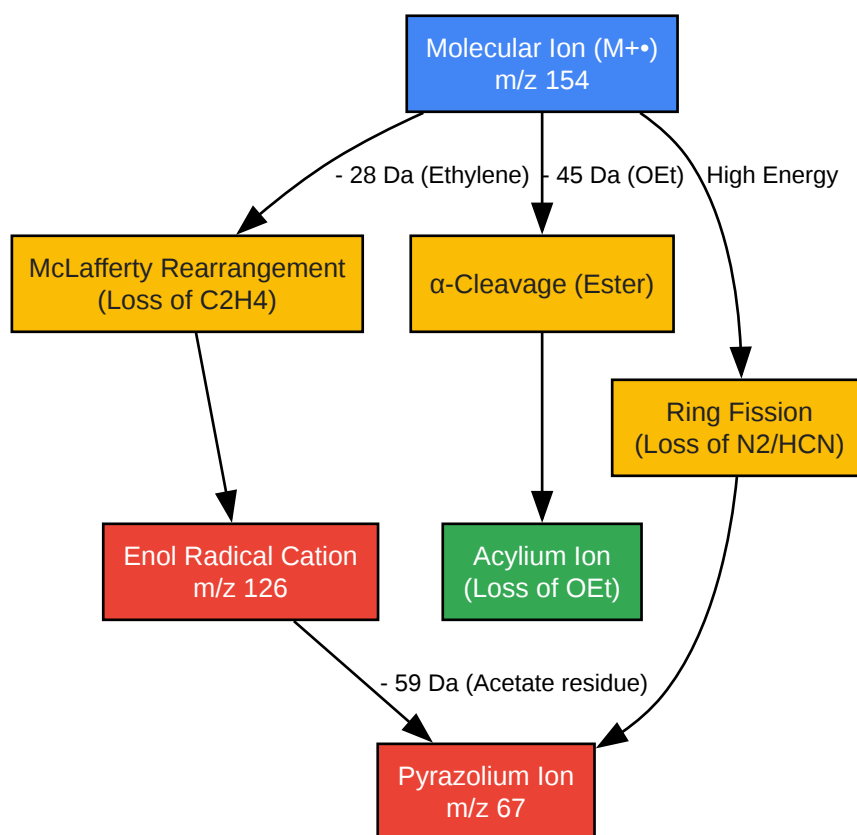 Molecular Ion (M+•)
m/z 154
- 28 Da (Ethylene)
- 45 Da (OEt)
High Energy
McLafferty Rearrangement
(Loss of C2H4)
α-Cleavage (Ester)
Ring Fission
(Loss of N2/HCN)
Enol Radical Cation
m/z 126
Acylium Ion
(Loss of OEt)
- 59 Da (Acetate residue)
Pyrazolium Ion
m/z 67